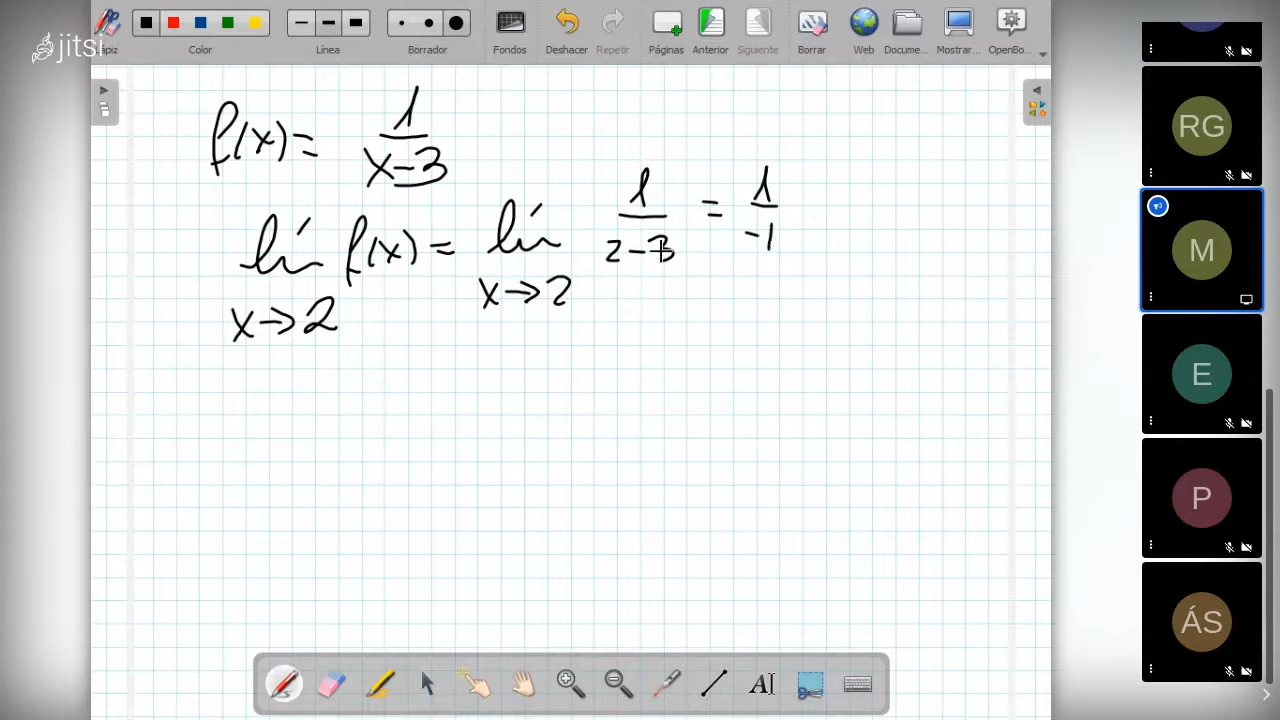 jitsi
Lápiz
Color
Línea
Borrador
Fondos
Deshacer
Repetir
Páginas
Anterior
Siguiente
Borrar
Web
Docume...
Mostrar...
OpenBo...
f(x) = 1/(x-3)
lím f(x) = lím 1/(2-3) = 1/-1
x→2 x→2
RG
M
E
P
ÁS
AI